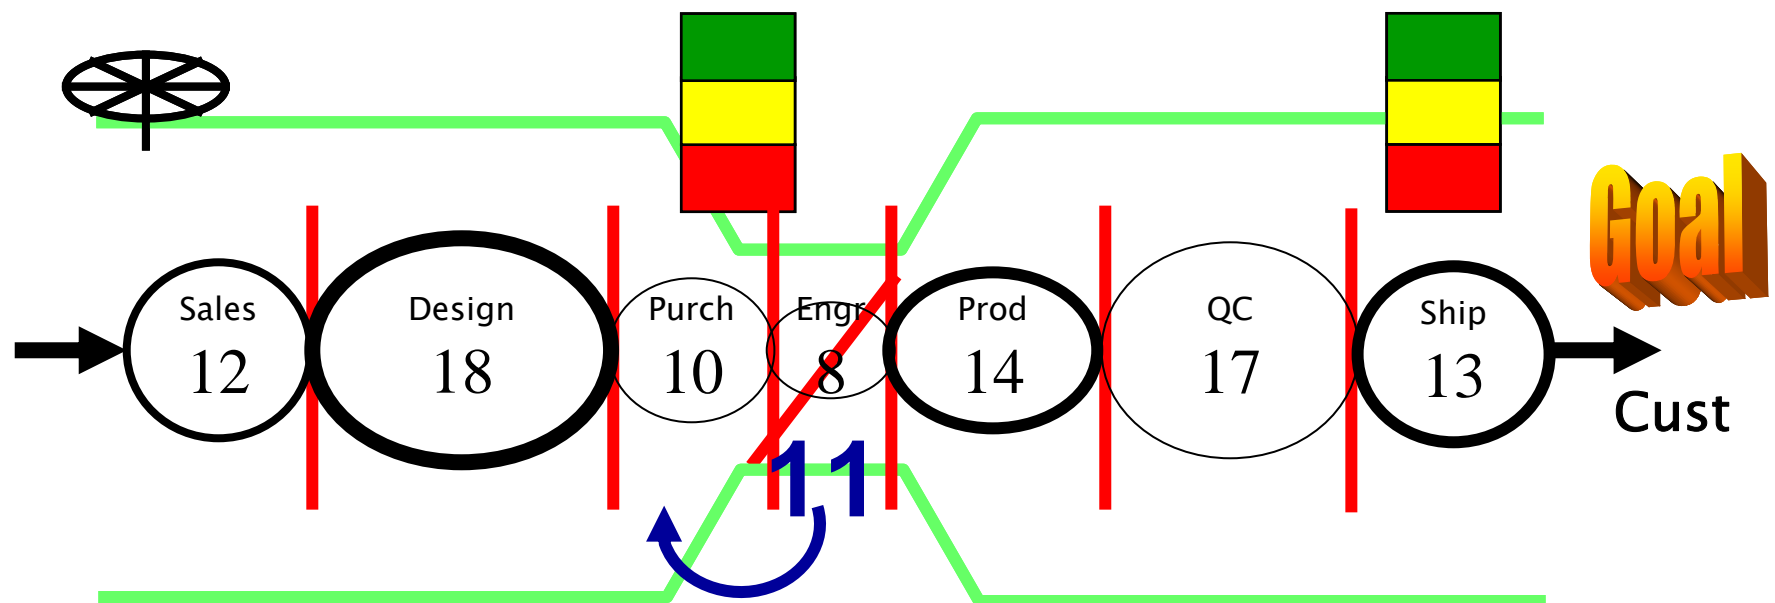 Goal
Sales
Design
Purch
Engr
Prod
QC
Ship
12
18
10
8
14
17
13
Cust
11